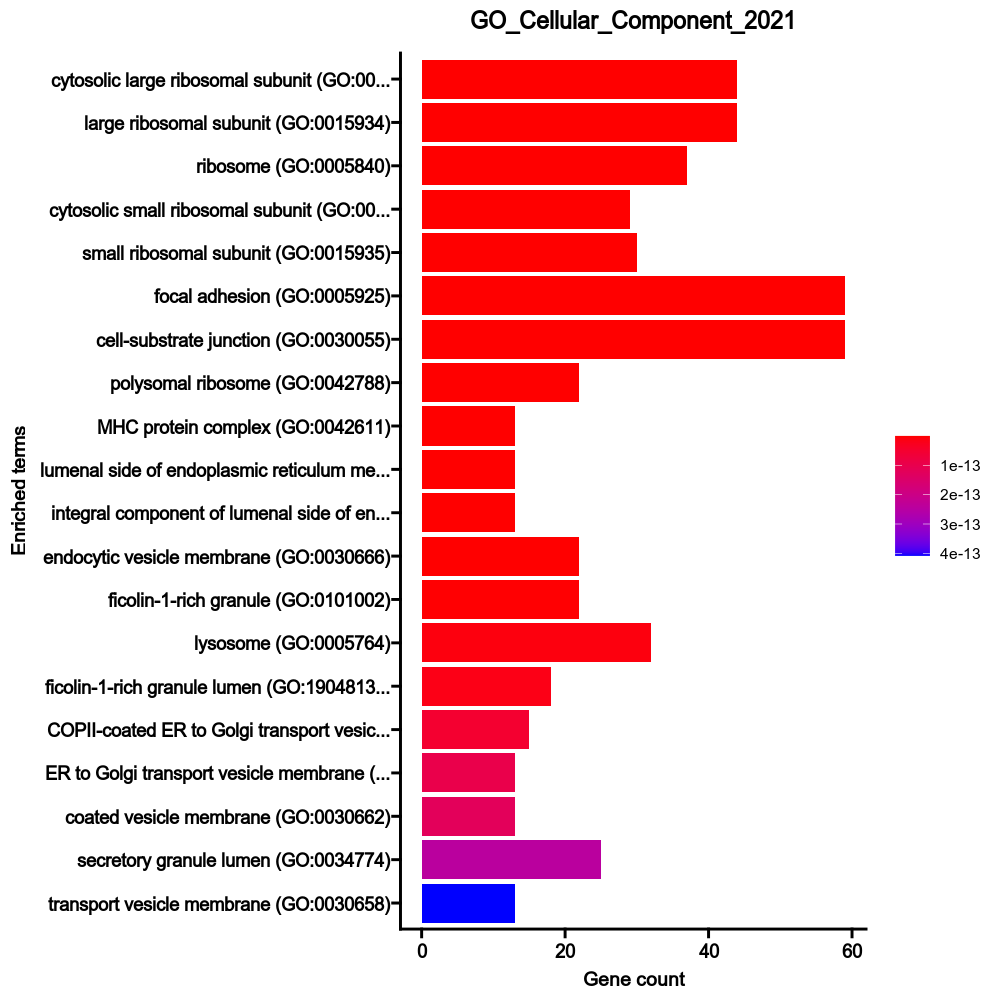 GO_Cellular_Component_2021
cytosolic large ribosomal subunit (GO:00...
large ribosomal subunit (GO:0015934)
ribosome (GO:0005840)
cytosolic small ribosomal subunit (GO:00...
small ribosomal subunit (GO:0015935)
focal adhesion (GO:0005925)
cell-substrate junction (GO:0030055)
polysomal ribosome (GO:0042788)
MHC protein complex (GO:0042611)
lumenal side of endoplasmic reticulum me...
integral component of lumenal side of en...
endocytic vesicle membrane (GO:0030666)
ficolin-1-rich granule (GO:0101002)
lysosome (GO:0005764)
ficolin-1-rich granule lumen (GO:1904813...
COPII-coated ER to Golgi transport vesic...
ER to Golgi transport vesicle membrane (...
coated vesicle membrane (GO:0030662)
secretory granule lumen (GO:0034774)
transport vesicle membrane (GO:0030658)
Enriched terms
0 20 40 60
Gene count
1e-13
2e-13
3e-13
4e-13